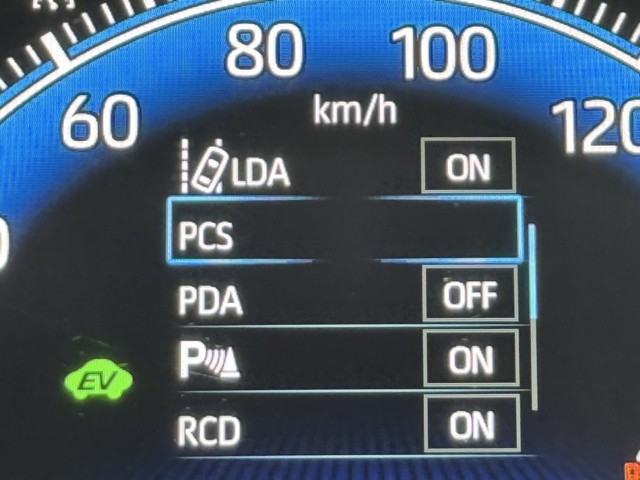 80 100
60 km/h 120
LDA ON
PCS
PDA OFF
P ON
EV
RCD ON